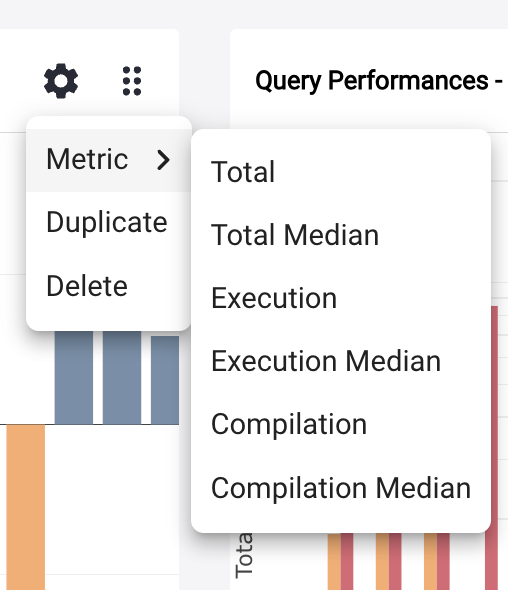 Query Performances -
Metric
Duplicate
Delete
Total
Total Median
Execution
Execution Median
Compilation
Compilation Median
Tota